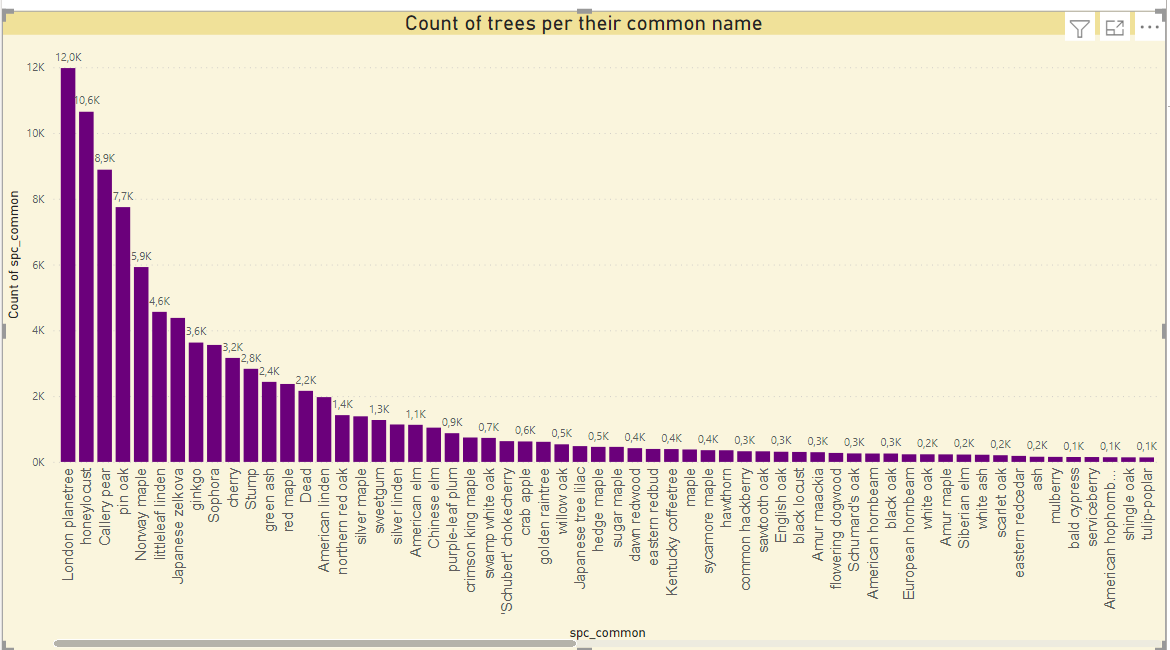 Count of trees per their common name
Count of spc_common
12K
10K
8K
6K
4K
2K
0K
12,0K
10,6K
8,9K
7,7K
5,9K
4,6K
3,6K
3,2K
2,8K
2,4K
2,2K
1,4K
1,3K
1,1K
0,9K
0,7K
0,6K
0,5K
0,5K
0,4K
0,4K
0,4K
0,3K
0,3K
0,3K
0,3K
0,3K
0,2K
0,2K
0,2K
0,2K
0,1K
0,1K
0,1K
London planetree
honeylocust
Callery pear
pin oak
Norway maple
littleleaf linden
Japanese zelkova
ginkgo
Sophora
cherry
Stump
green ash
red maple
Dead
American linden
northern red oak
silver maple
sweetgum
silver linden
American elm
Chinese elm
purple-leaf plum
crimson king maple
swamp white oak
'Schubert' chokecherry
crab apple
golden raintree
willow oak
Japanese tree lilac
hedge maple
sugar maple
dawn redwood
eastern redbud
Kentucky coffeetree
maple
sycamore maple
hawthorn
common hackberry
sawtooth oak
English oak
black locust
Amur maackia
flowering dogwood
Schumard's oak
American hornbeam
black oak
European hornbeam
white oak
Amur maple
Siberian elm
white ash
scarlet oak
eastern redcedar
ash
mulberry
bald cypress
serviceberry
American hophornb...
shingle oak
tulip-poplar
spc_common